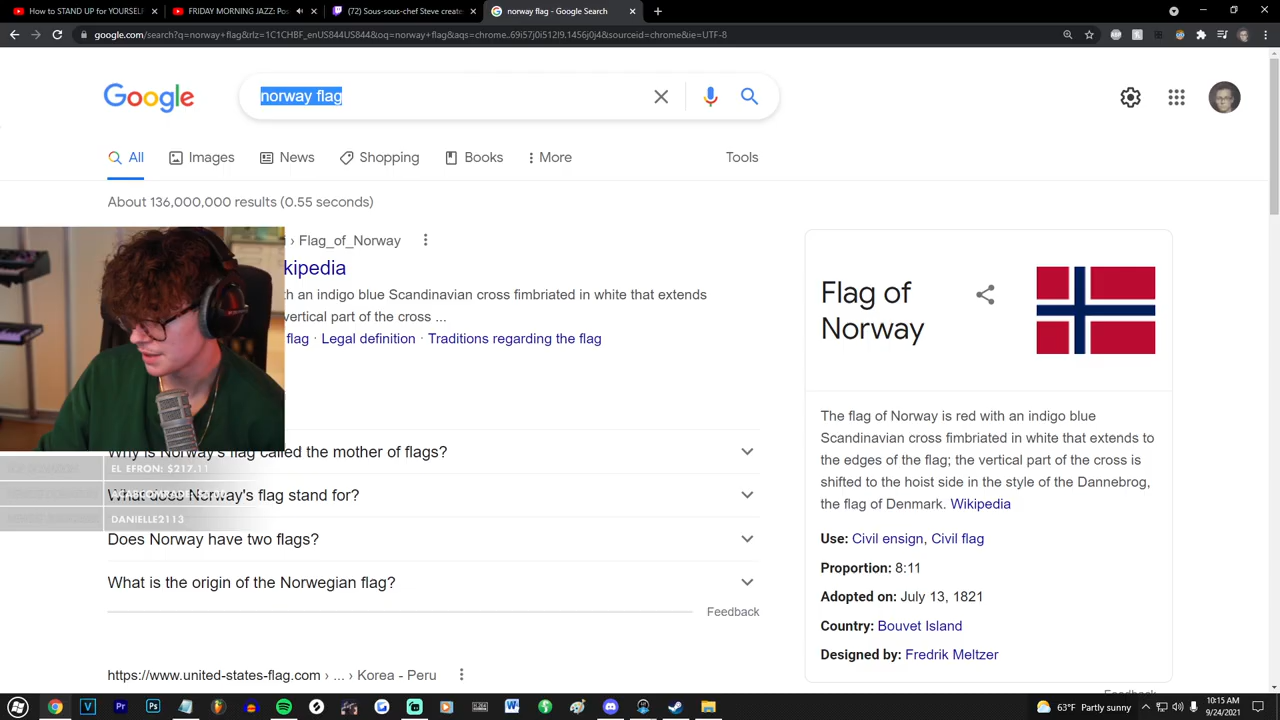 How to STAND UP for YOURSELF
FRIDAY MORNING JAZZ: Pos
(72) Sous-sous-chef Steve create
norway flag - Google Search
google.com/search?q=norway+flag&rlz=1C1CHBF_enUS844US844&oq=norway+flag&aqs=chrome..69i57j0i512l9.1456j0j4&sourceid=chrome&ie=UTF-8
Google
norway flag
All
Images
News
Shopping
Books
More
Tools
About 136,000,000 results (0.55 seconds)
› Flag_of_Norway
kipedia
h an indigo blue Scandinavian cross fimbriated in white that extends
vertical part of the cross ...
flag · Legal definition · Traditions regarding the flag
Why is Norway's flag called the mother of flags?
EL EFRON: $217.11
What does Norway's flag stand for?
DANIELLE2113
Does Norway have two flags?
What is the origin of the Norwegian flag?
Feedback
https://www.united-states-flag.com › ... › Korea - Peru
Flag of
Norway
The flag of Norway is red with an indigo blue
Scandinavian cross fimbriated in white that extends to
the edges of the flag; the vertical part of the cross is
shifted to the hoist side in the style of the Dannebrog,
the flag of Denmark. Wikipedia
Use: Civil ensign, Civil flag
Proportion: 8:11
Adopted on: July 13, 1821
Country: Bouvet Island
Designed by: Fredrik Meltzer
Feedback
63°F Partly sunny
10:15 AM
9/24/2021